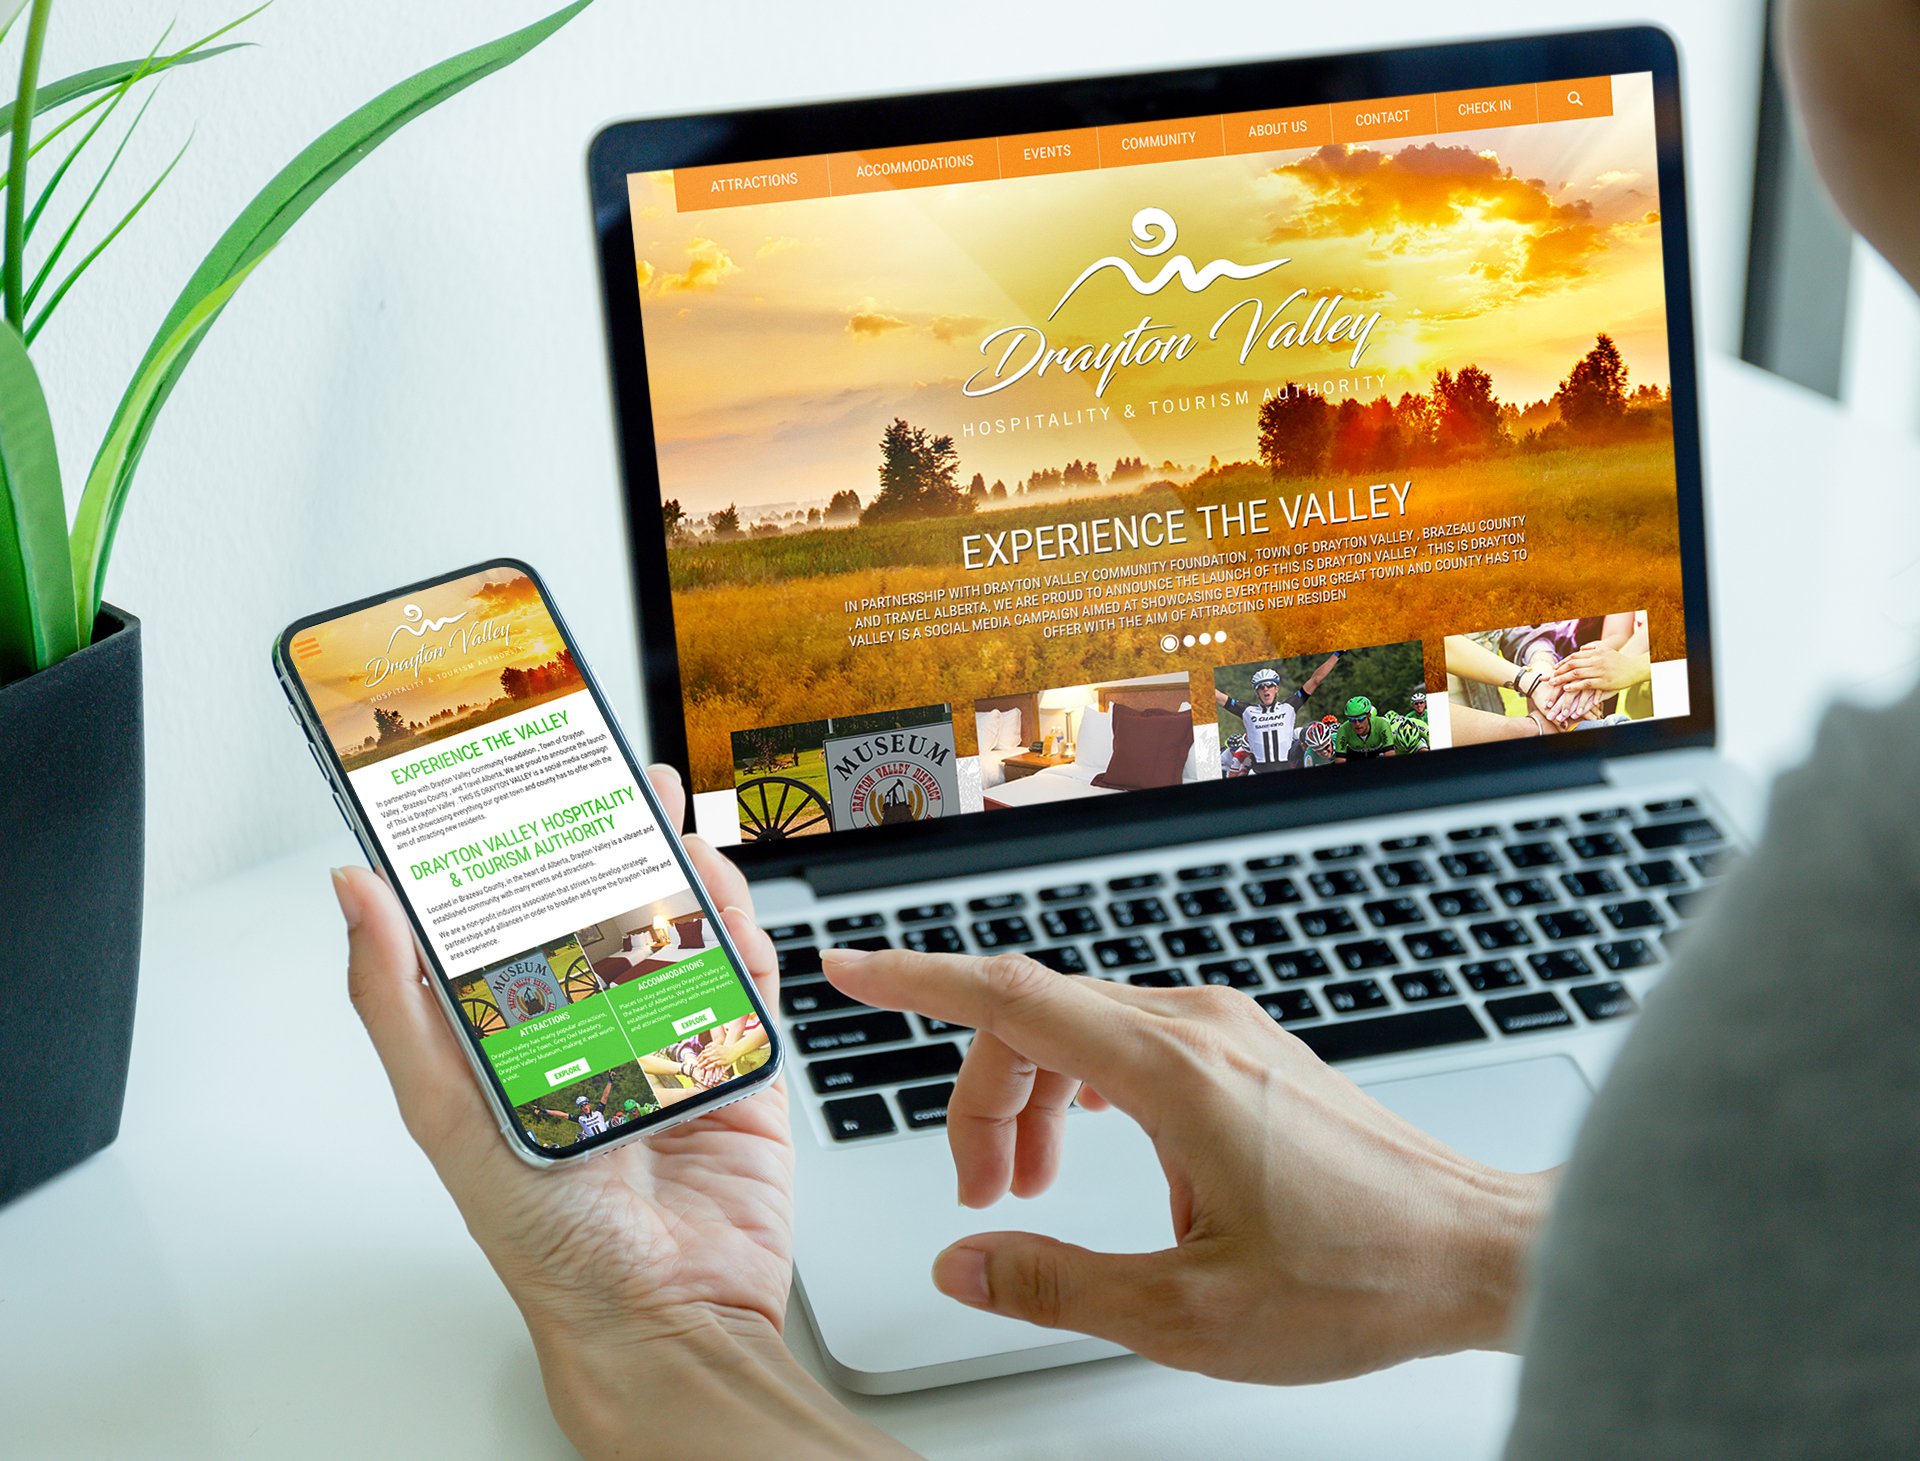 ATTRACTIONS
ACCOMMODATIONS
EVENTS
COMMUNITY
ABOUT US
CONTACT
CHECK IN
Drayton Valley
HOSPITALITY & TOURISM AUTHORITY
EXPERIENCE THE VALLEY
IN PARTNERSHIP WITH DRAYTON VALLEY COMMUNITY FOUNDATION , TOWN OF DRAYTON VALLEY , BRAZEAU COUNTY
, AND TRAVEL ALBERTA, WE ARE PROUD TO ANNOUNCE THE LAUNCH OF THIS IS DRAYTON VALLEY . THIS IS DRAYTON
VALLEY IS A SOCIAL MEDIA CAMPAIGN AIMED AT SHOWCASING EVERYTHING OUR GREAT TOWN AND COUNTY HAS TO
OFFER WITH THE AIM OF ATTRACTING NEW RESIDEN
MUSEUM
DRAYTON VALLEY DISTRICT
GIANT
Drayton Valley
HOSPITALITY & TOURISM AUTHORITY
EXPERIENCE THE VALLEY
In partnership with Drayton Valley Community Foundation , Town of Drayton
Valley , Brazeau County , and Travel Alberta, We are proud to announce the launch
of This is Drayton Valley . THIS IS DRAYTON VALLEY is a social media campaign
aimed at showcasing everything our great town and county has to offer with the
aim of attracting new residents.
DRAYTON VALLEY HOSPITALITY
& TOURISM AUTHORITY
Located in Brazeau County, in the heart of Alberta, Drayton Valley is a vibrant and
established community with many events and attractions.
We are a non-profit industry association that strives to develop strategic
partnerships and alliances in order to broaden and grow the Drayton Valley and
area experience.
MUSEUM
DRAYTON VALLEY DISTRICT
ATTRACTIONS
Drayton Valley has many popular attractions,
including Em-Te Town, Grey Owl Meadery,
Drayton Valley Museum, making it well worth
a visit.
EXPLORE
ACCOMMODATIONS
Places to stay and enjoy Drayton Valley in
the heart of Alberta. We are a vibrant and
established community with many events
and attractions.
EXPLORE
caps lock
shift
fn
command